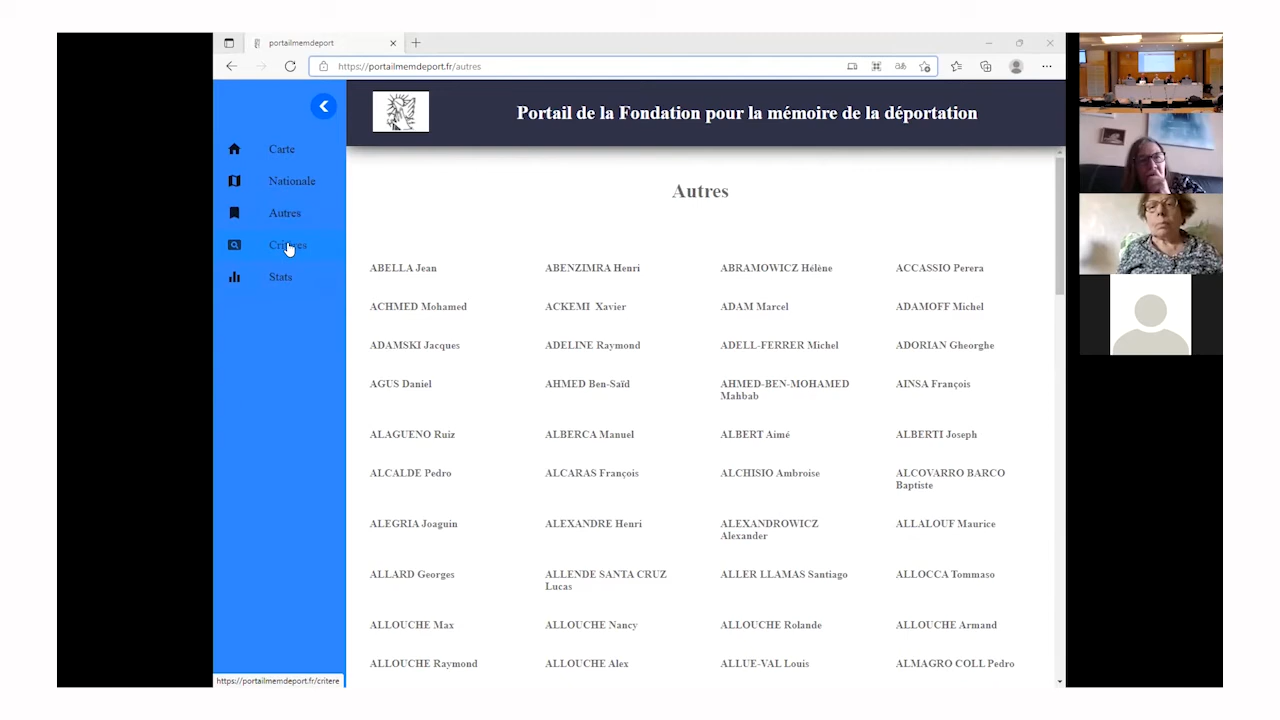 portailmemdeport
https://portailmemdeport.fr/autres
Portail de la Fondation pour la mémoire de la déportation
Carte
Nationale
Autres
Critères
Stats
Autres
ABELLA Jean ABENZIMRA Henri ABRAMOWICZ Hélène ACCASSIO Perera
ACHMED Mohamed ACKEMI Xavier ADAM Marcel ADAMOFF Michel
ADAMSKI Jacques ADELINE Raymond ADELL-FERRER Michel ADORIAN Gheorghe
AGUS Daniel AHMED Ben-Saïd AHMED-BEN-MOHAMED AINSA François
Mahbab
ALAGUENO Ruiz ALBERCA Manuel ALBERT Aimé ALBERTI Joseph
ALCALDE Pedro ALCARAS François ALCHISIO Ambroise ALCOVARRO BARCO
Baptiste
ALEGRIA Joaguin ALEXANDRE Henri ALEXANDROWICZ ALLALOUF Maurice
Alexander
ALLARD Georges ALLENDE SANTA CRUZ ALLER LLAMAS Santiago ALLOCCA Tommaso
Lucas
ALLOUCHE Max ALLOUCHE Nancy ALLOUCHE Rolande ALLOUCHE Armand
ALLOUCHE Raymond ALLOUCHE Alex ALLUE-VAL Louis ALMAGRO COLL Pedro
https://portailmemdeport.fr/critere